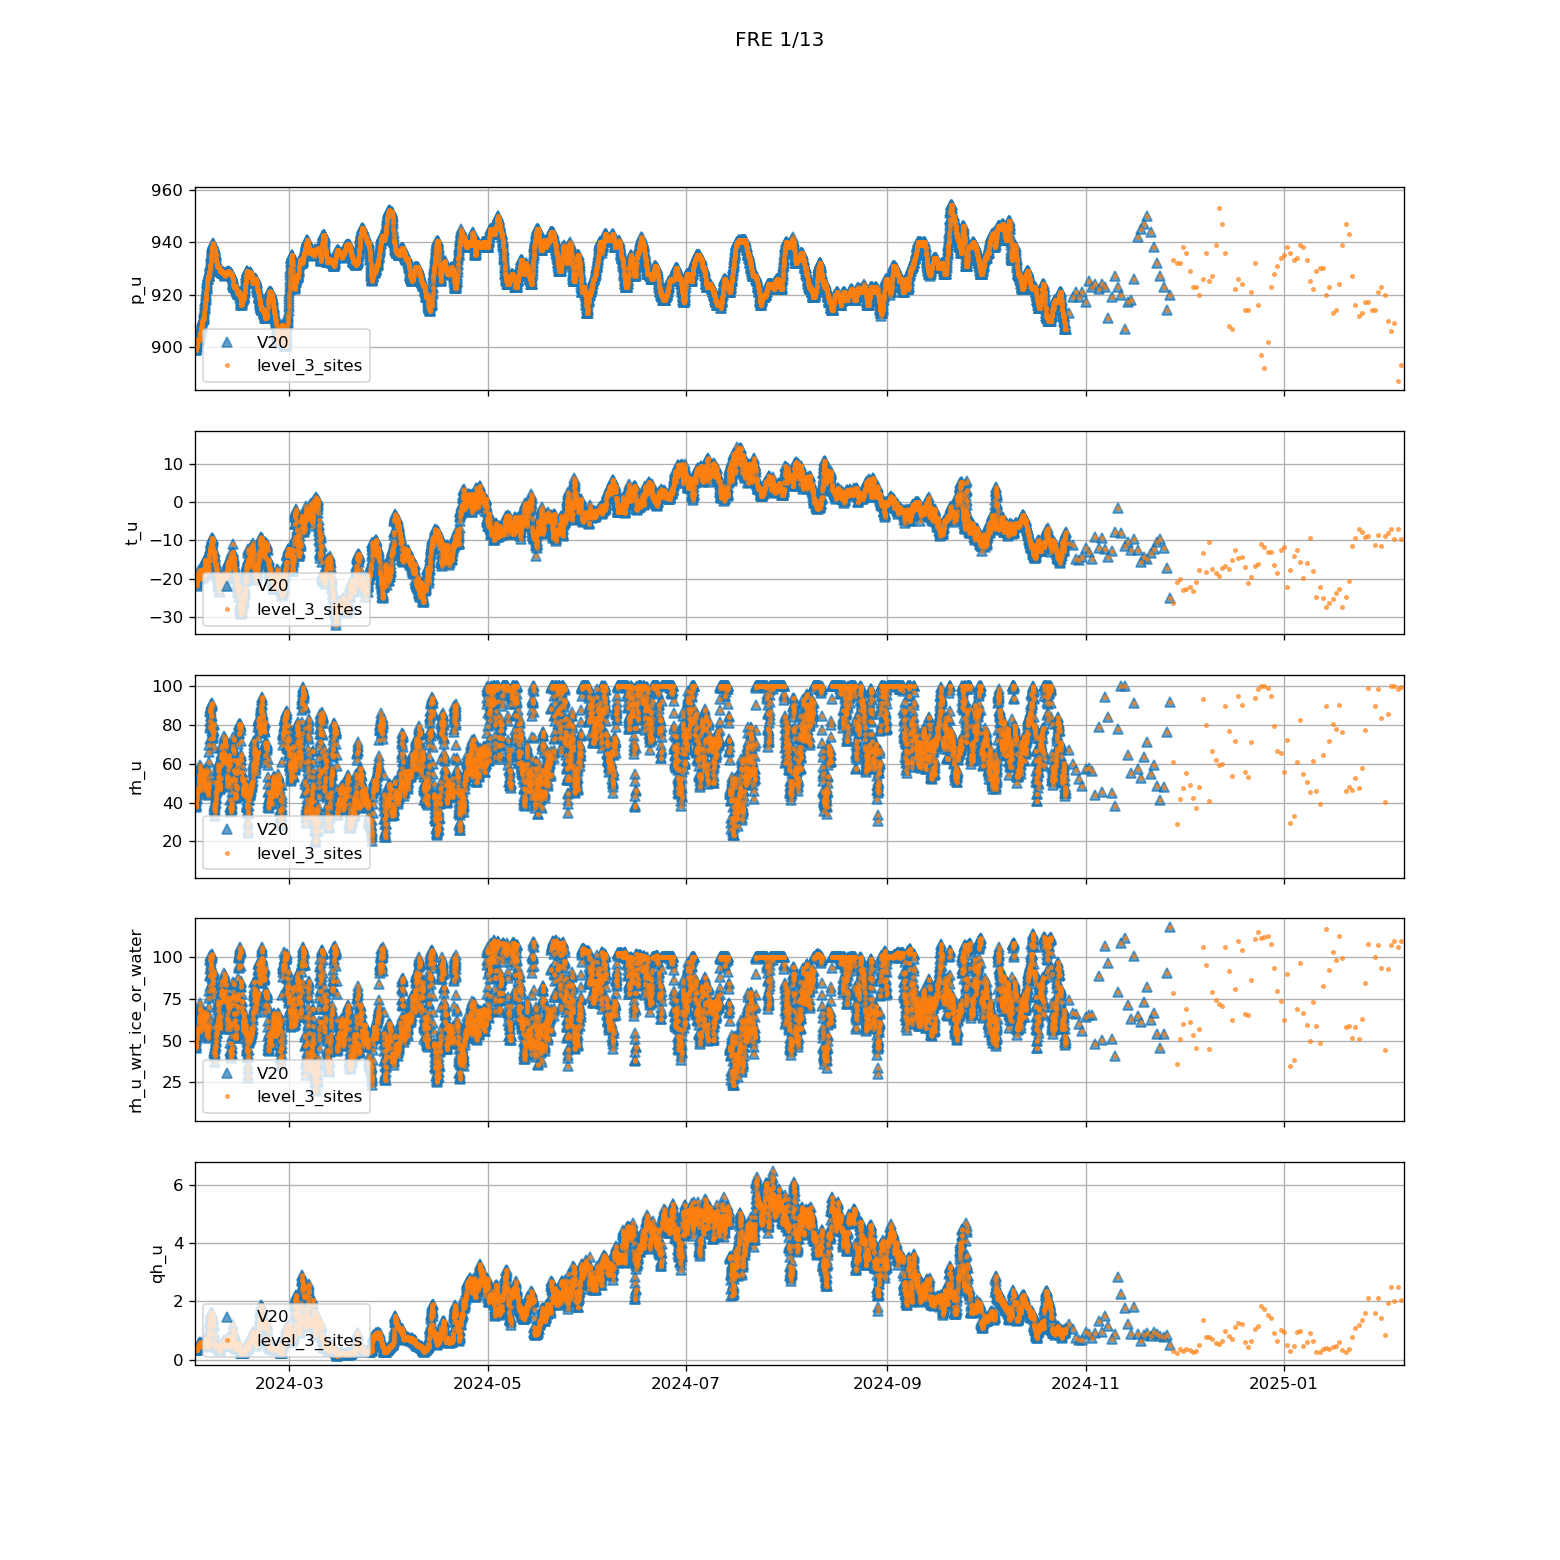 FRE 1/13
960
940
920
900
p_u
V20
level_3_sites
10
0
−10
−20
−30
t_u
V20
level_3_sites
100
80
60
40
20
rh_u
V20
level_3_sites
100
75
50
25
rh_u_wrt_ice_or_water
V20
level_3_sites
6
4
2
0
qh_u
V20
level_3_sites
2024-03
2024-05
2024-07
2024-09
2024-11
2025-01